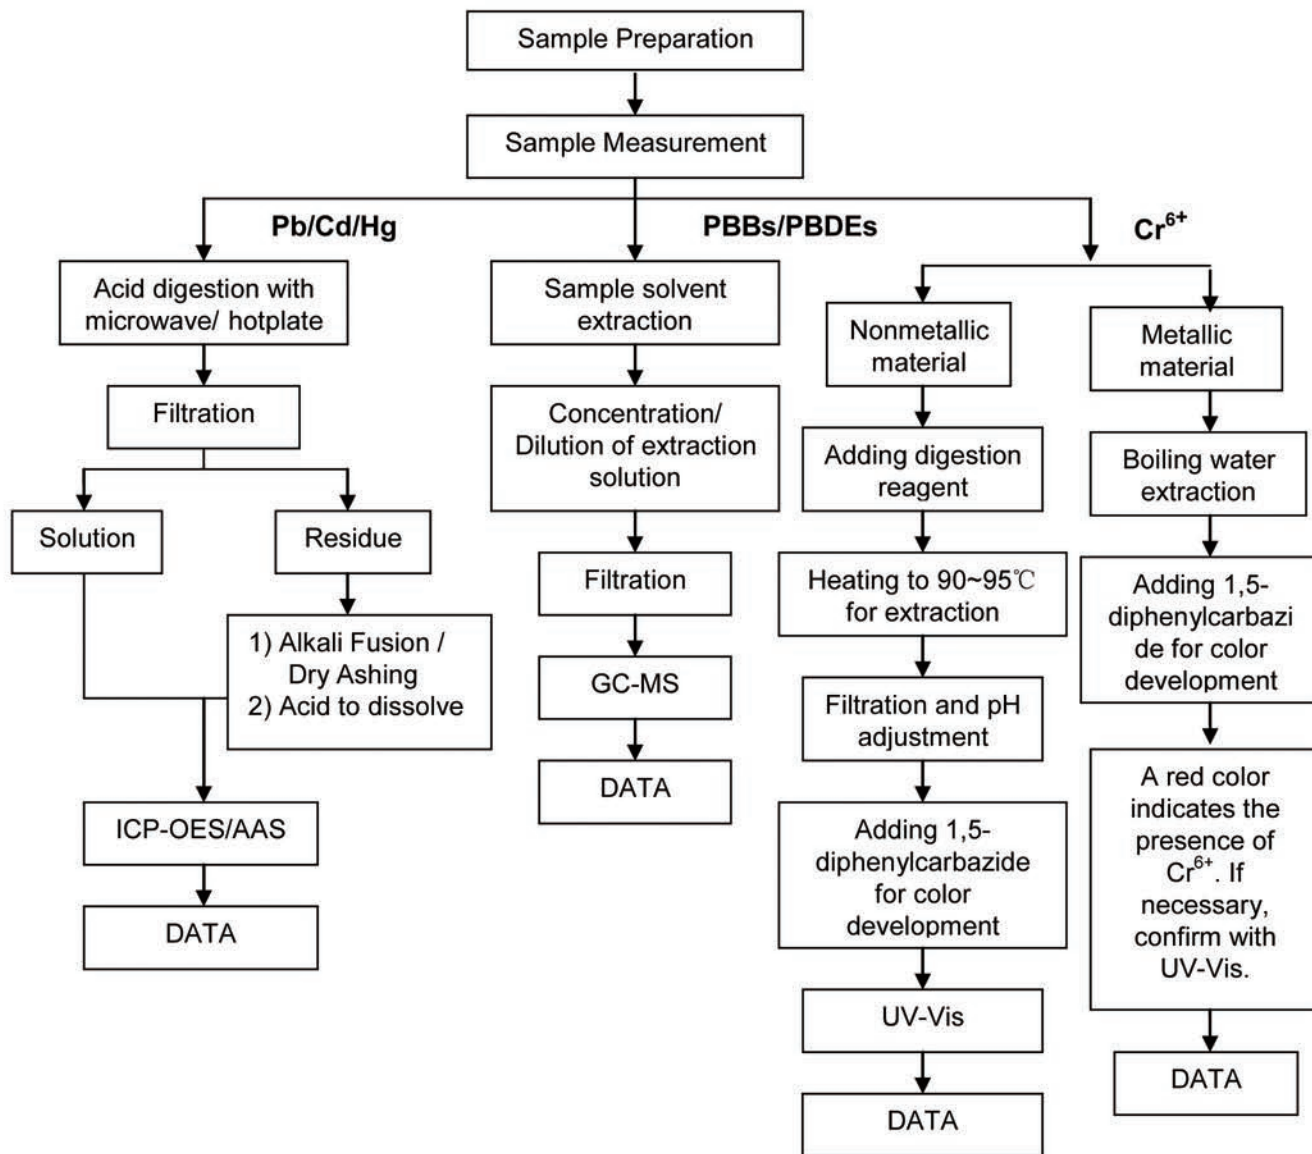 Sample Preparation
Sample Measurement
Pb/Cd/Hg
Acid digestion with
microwave/ hotplate
Filtration
Solution
Residue
1) Alkali Fusion /
Dry Ashing
2) Acid to dissolve
ICP-OES/AAS
DATA
PBBs/PBDEs
Sample solvent
extraction
Concentration/
Dilution of extraction
solution
Filtration
GC-MS
DATA
Cr⁶⁺
Nonmetallic
material
Adding digestion
reagent
Heating to 90~95℃
for extraction
Filtration and pH
adjustment
Adding 1,5-
diphenylcarbazide
for color
development
UV-Vis
DATA
Metallic
material
Boiling water
extraction
Adding 1,5-
diphenylcarbazi
de for color
development
A red color
indicates the
presence of
Cr⁶⁺. If
necessary,
confirm with
UV-Vis.
DATA